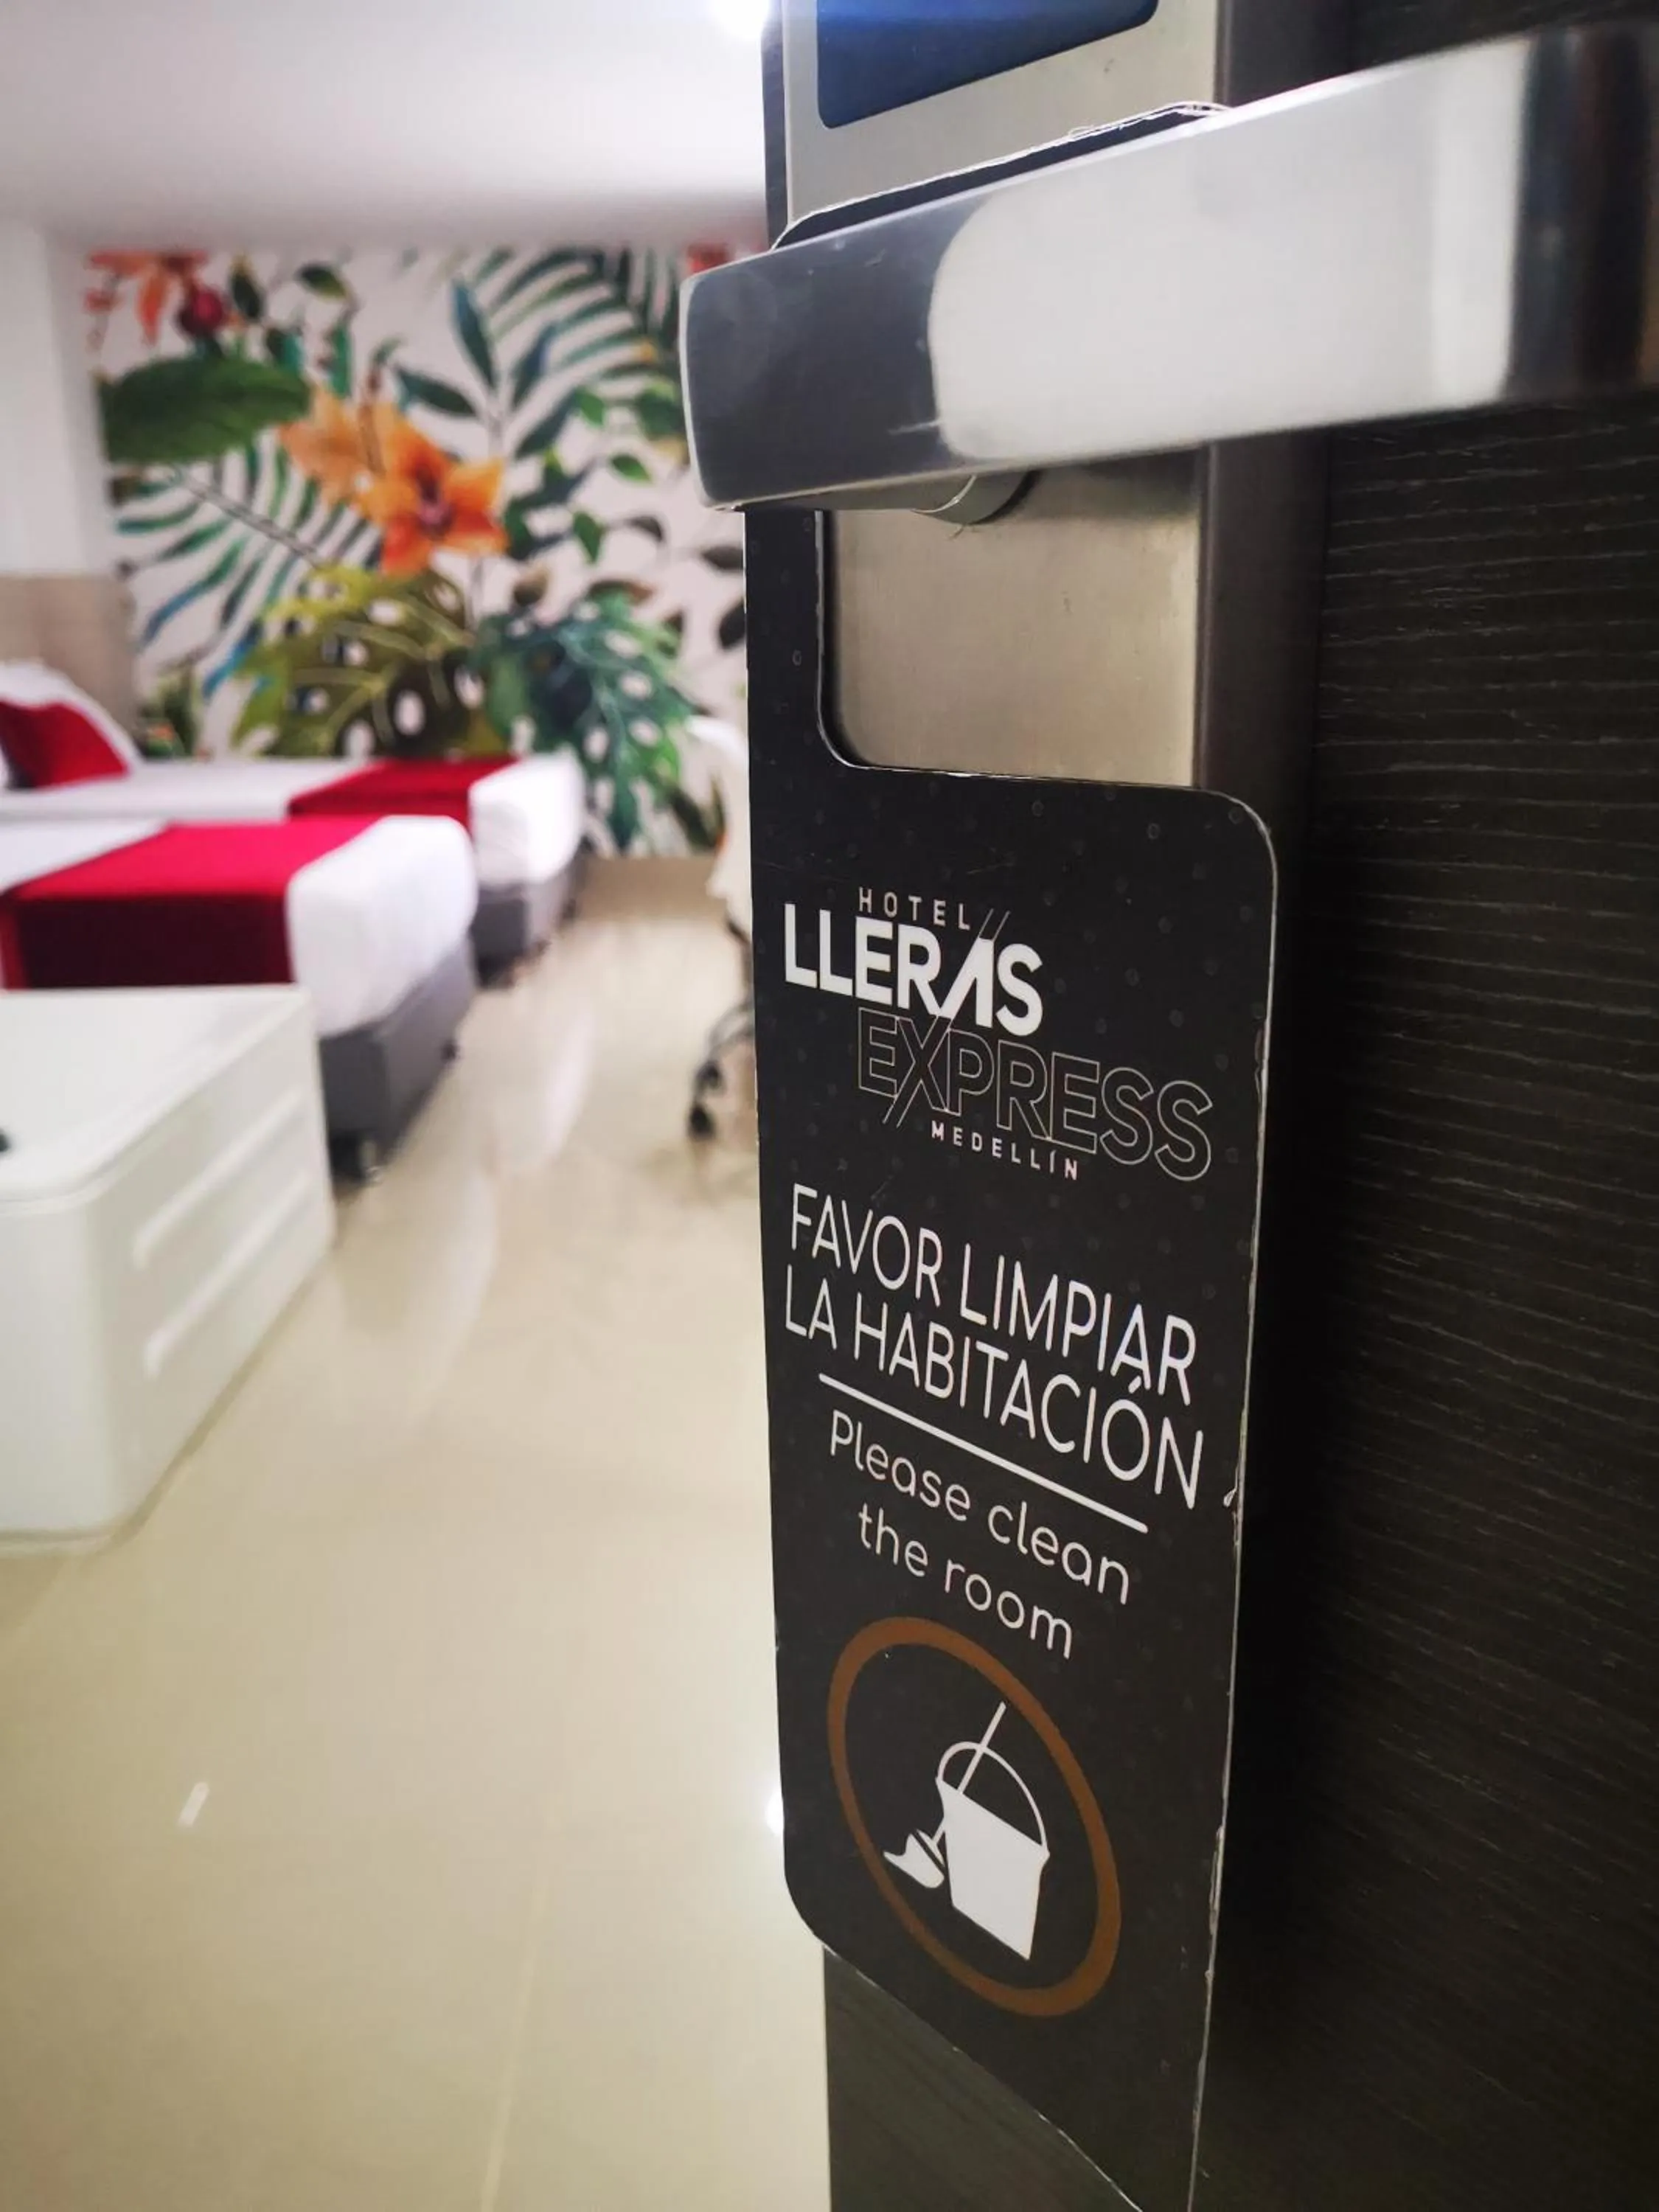 HOTEL
LLERAS
EXPRESS
MEDELLÍN
FAVOR LIMPIAR
LA HABITACIÓN
Please clean
the room